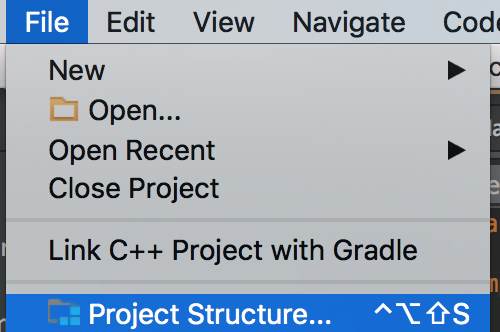 File Edit View Navigate Code
New
Open...
Open Recent
Close Project
Link C++ Project with Gradle
Project Structure... ^⌥⇧S